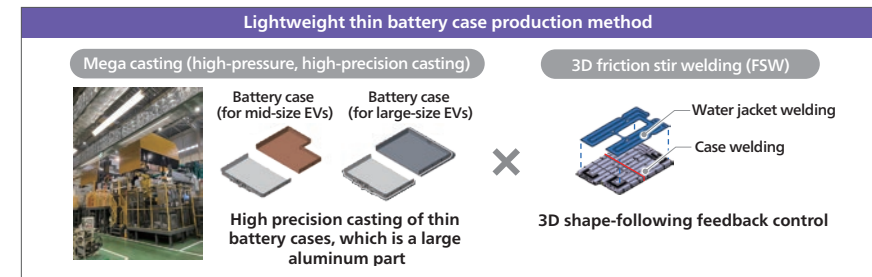 Lightweight thin battery case production method
Mega casting (high-pressure, high-precision casting)
3D friction stir welding (FSW)
Battery case
(for mid-size EVs)
Battery case
(for large-size EVs)
Water jacket welding
Case welding
High precision casting of thin
battery cases, which is a large
aluminum part
3D shape-following feedback control